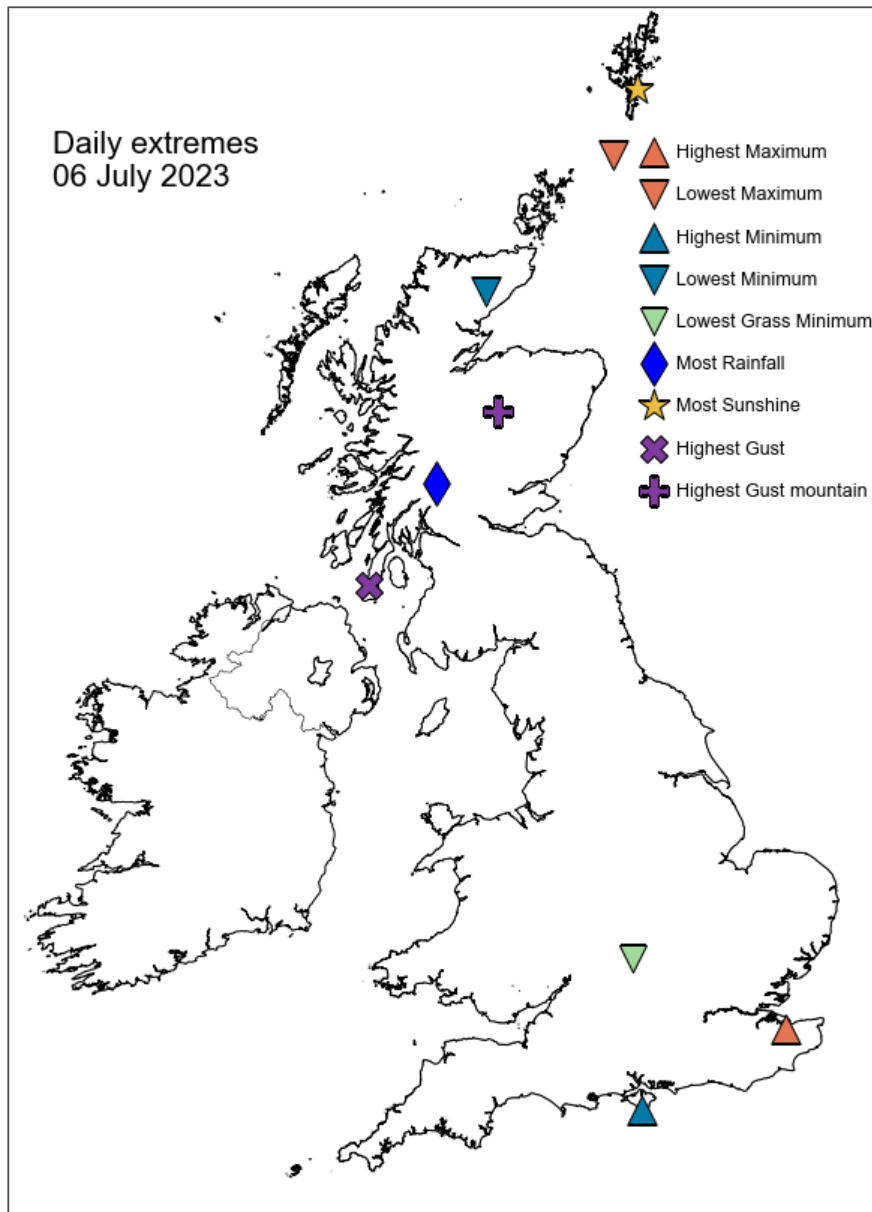 Daily extremes
06 July 2023
Highest Maximum
Lowest Maximum
Highest Minimum
Lowest Minimum
Lowest Grass Minimum
Most Rainfall
Most Sunshine
Highest Gust
Highest Gust mountain